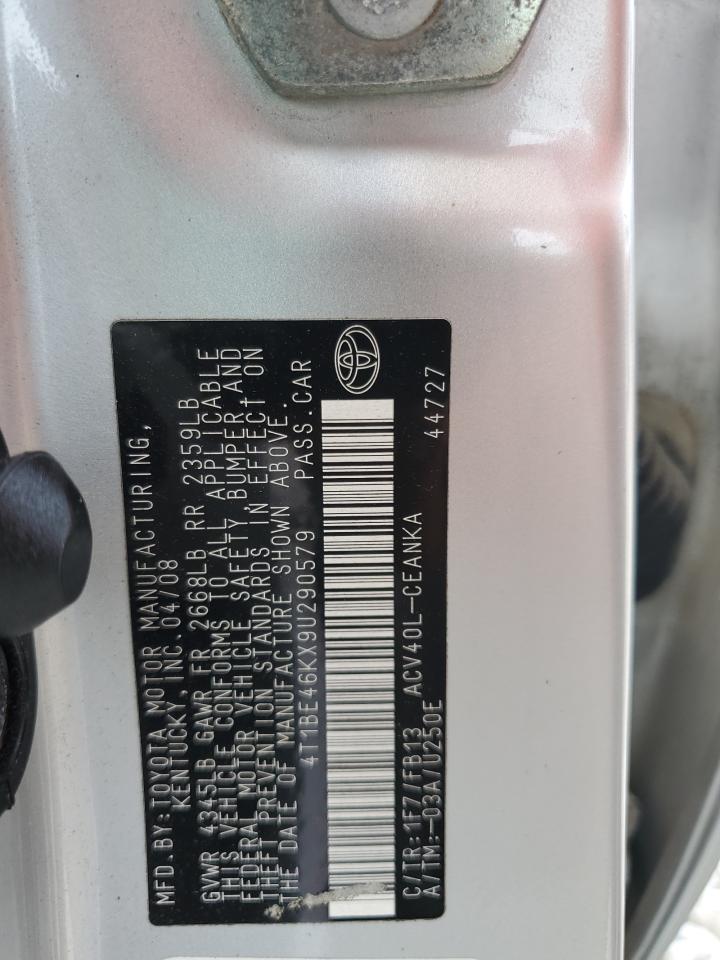 MFD.BY:TOYOTA MOTOR MANUFACTURING,
KENTUCKY, INC. 04/08
GVWR 4345LB GAWR FR 2668LB RR 2359LB
THIS VEHICLE CONFORMS TO ALL APPLICABLE
FEDERAL MOTOR VEHICLE SAFETY, BUMPER, AND
THEFT PREVENTION STANDARDS IN EFFECT ON
THE DATE OF MANUFACTURE SHOWN ABOVE.
4T1BE46KX9U290579 PASS.CAR
C/TR:1F7/FB13 ACV40L-CEANKA
A/TM:-03A/U250E 44727